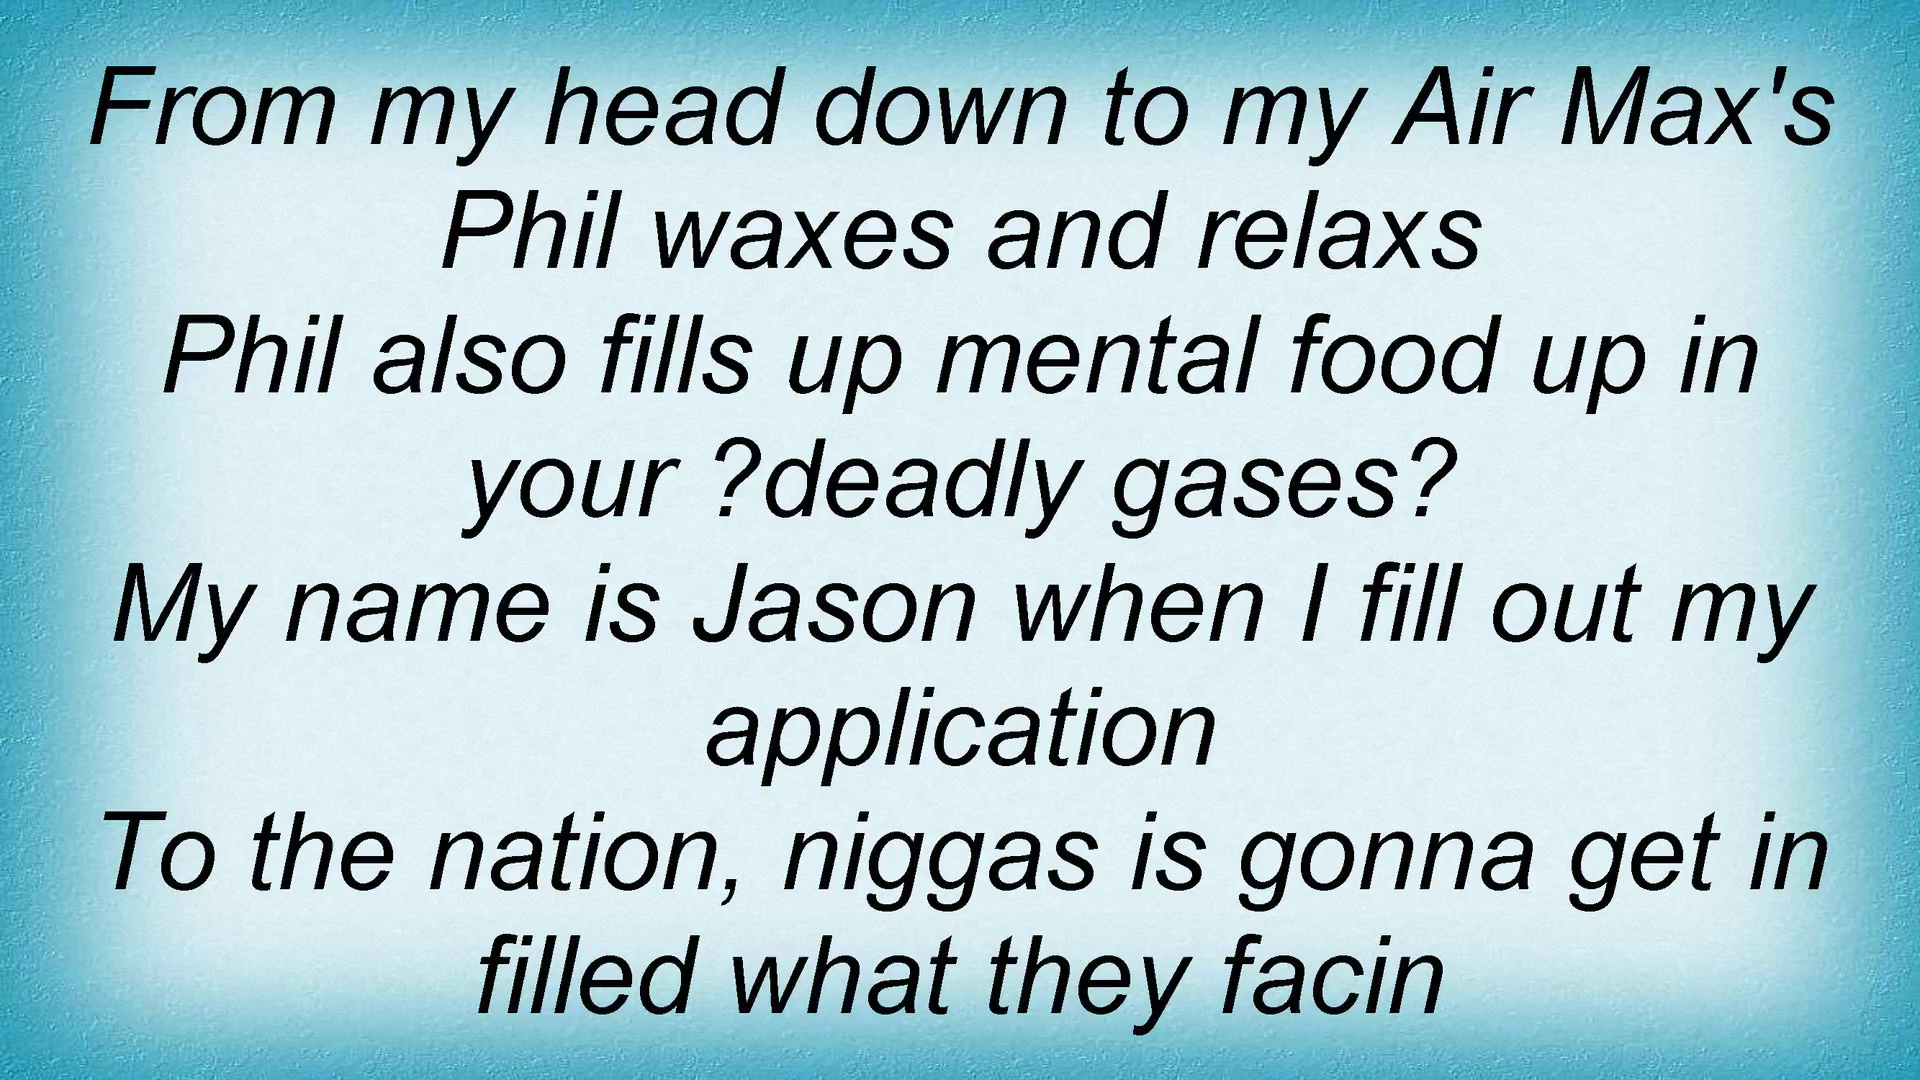 From my head down to my Air Max's
Phil waxes and relaxs
Phil also fills up mental food up in
your ?deadly gases?
My name is Jason when I fill out my
application
To the nation, niggas is gonna get in
filled what they facin